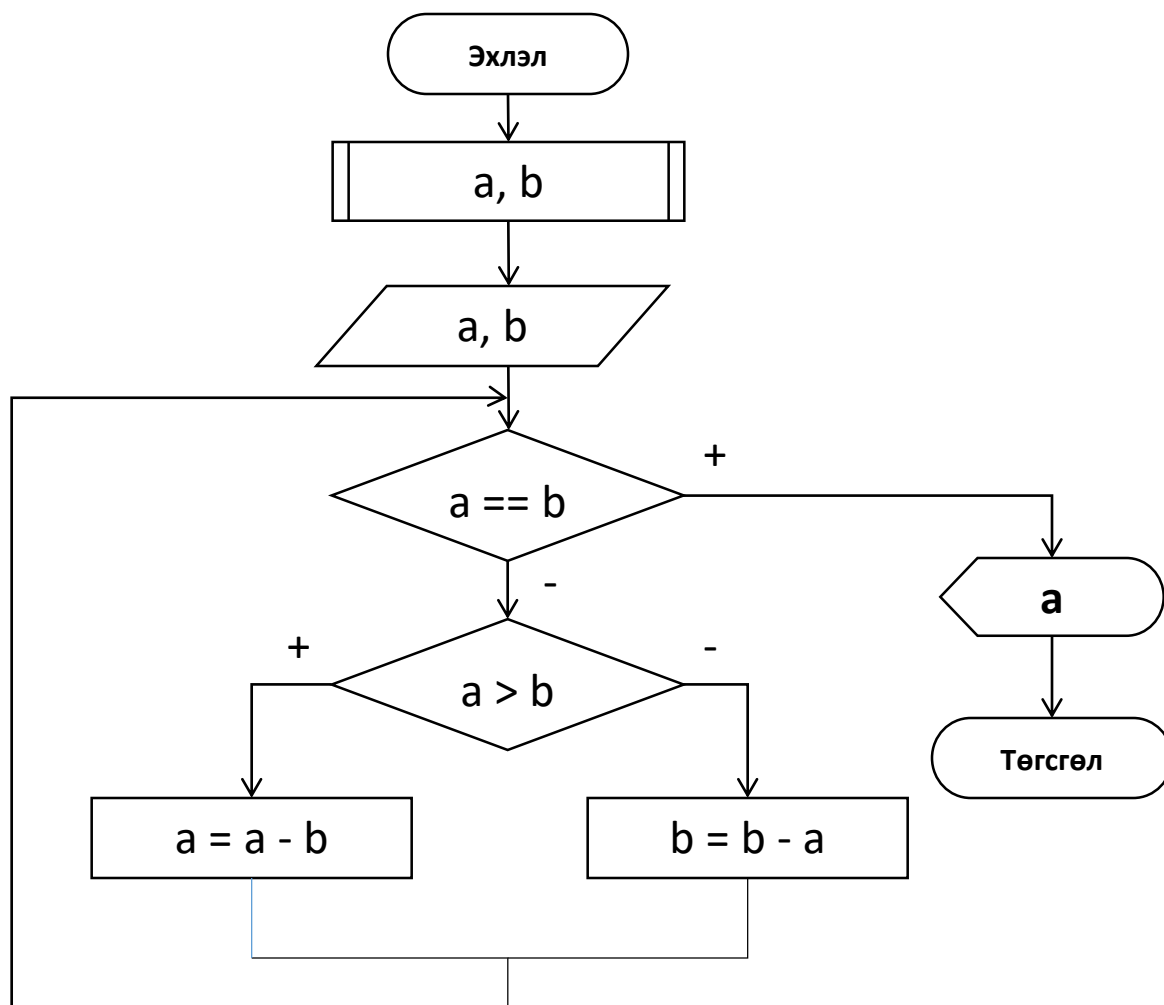 Эхлэл
a, b
a, b
+
a == b
-
a
+
-
a > b
Төгсгөл
a = a - b
b = b - a